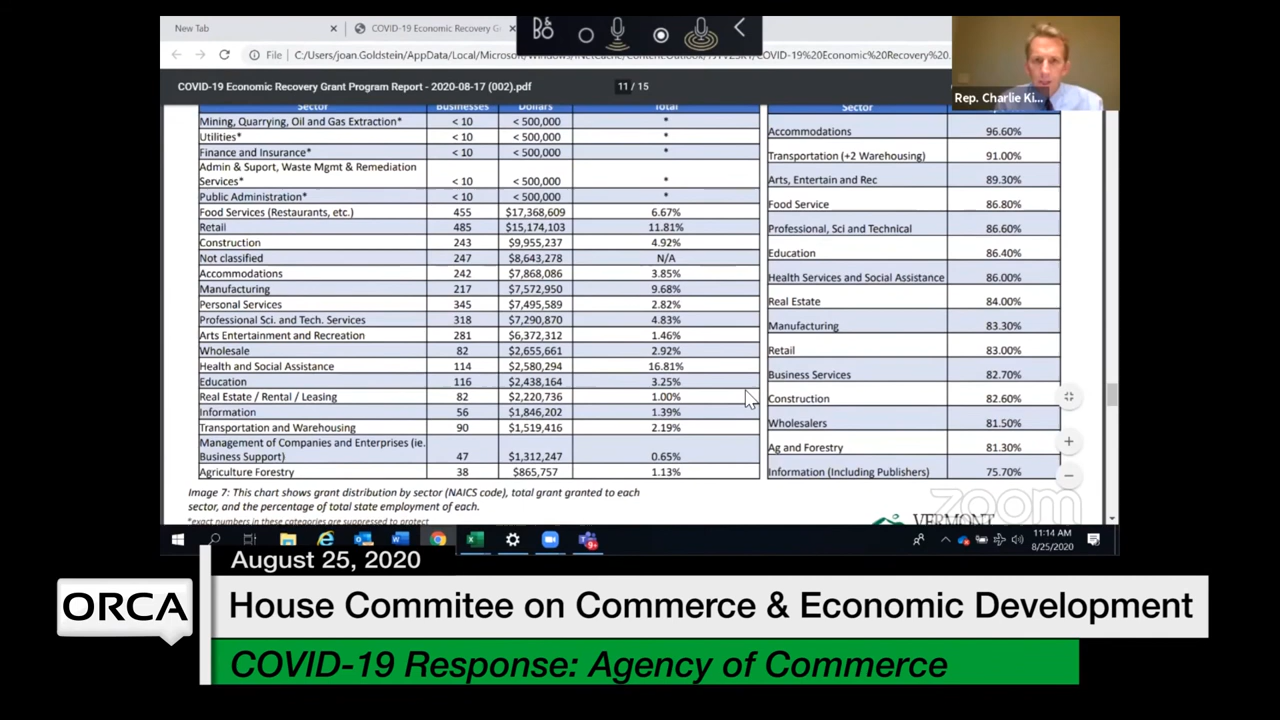 New Tab
COVID-19 Economic Recovery Gr
File C:/Users/joan.Goldstein/AppData/Local/Microsoft/
COVID-19 Economic Recovery Grant Program Report - 2020-08-17 (002).pdf 11 / 15
Rep. Charlie Ki...
Sector Businesses Dollars Total
Mining, Quarrying, Oil and Gas Extraction* < 10 < 500,000 *
Utilities* < 10 < 500,000 *
Finance and Insurance* < 10 < 500,000 *
Admin & Suport, Waste Mgmt & Remediation
Services* < 10 < 500,000 *
Public Administration* < 10 < 500,000 *
Food Services (Restaurants, etc.) 455 $17,368,609 6.67%
Retail 485 $15,174,103 11.81%
Construction 243 $9,955,237 4.92%
Not classified 247 $8,643,278 N/A
Accommodations 242 $7,868,086 3.85%
Manufacturing 217 $7,572,950 9.68%
Personal Services 345 $7,495,589 2.82%
Professional Sci. and Tech. Services 318 $7,290,870 4.83%
Arts Entertainment and Recreation 281 $6,372,312 1.46%
Wholesale 82 $2,655,661 2.92%
Health and Social Assistance 114 $2,580,294 16.81%
Education 116 $2,438,164 3.25%
Real Estate / Rental / Leasing 82 $2,220,736 1.00%
Information 56 $1,846,202 1.39%
Transportation and Warehousing 90 $1,519,416 2.19%
Management of Companies and Enterprises (ie.
Business Support) 47 $1,312,247 0.65%
Agriculture Forestry 38 $865,757 1.13%
Image 7: This chart shows grant distribution by sector (NAICS code), total grant granted to each
sector, and the percentage of total state employment of each.
*exact numbers in these categories are suppressed to protect
Sector
Accommodations 96.60%
Transportation (+2 Warehousing) 91.00%
Arts, Entertain and Rec 89.30%
Food Service 86.80%
Professional, Sci and Technical 86.60%
Education 86.40%
Health Services and Social Assistance 86.00%
Real Estate 84.00%
Manufacturing 83.30%
Retail 83.00%
Business Services 82.70%
Construction 82.60%
Wholesalers 81.50%
Ag and Forestry 81.30%
Information (Including Publishers) 75.70%
zoom
VERMONT
11:14 AM
8/25/2020
August 25, 2020
ORCA
House Commitee on Commerce & Economic Development
COVID-19 Response: Agency of Commerce